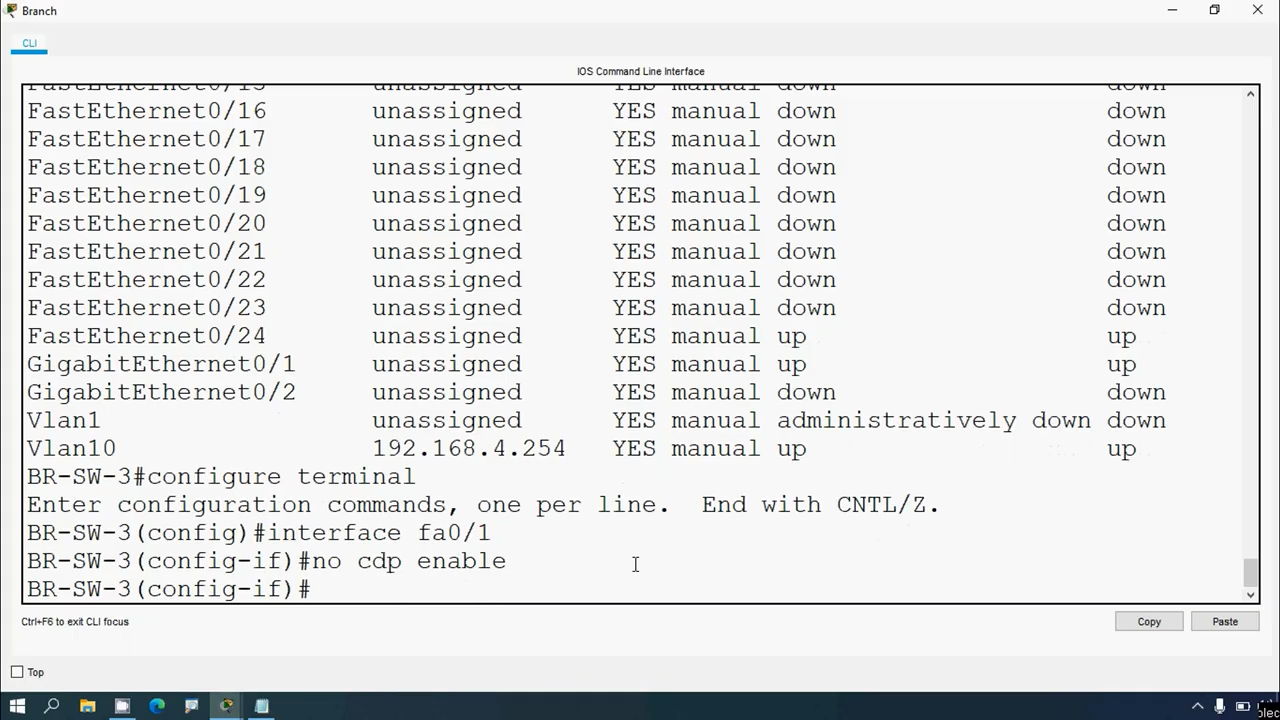 Branch
CLI
IOS Command Line Interface
FastEthernet0/16 unassigned YES manual down down
FastEthernet0/17 unassigned YES manual down down
FastEthernet0/18 unassigned YES manual down down
FastEthernet0/19 unassigned YES manual down down
FastEthernet0/20 unassigned YES manual down down
FastEthernet0/21 unassigned YES manual down down
FastEthernet0/22 unassigned YES manual down down
FastEthernet0/23 unassigned YES manual down down
FastEthernet0/24 unassigned YES manual up up
GigabitEthernet0/1 unassigned YES manual up up
GigabitEthernet0/2 unassigned YES manual down down
Vlan1 unassigned YES manual administratively down down
Vlan10 192.168.4.254 YES manual up up
BR-SW-3#configure terminal
Enter configuration commands, one per line. End with CNTL/Z.
BR-SW-3(config)#interface fa0/1
BR-SW-3(config-if)#no cdp enable
BR-SW-3(config-if)#
Ctrl+F6 to exit CLI focus
Copy
Paste
Top